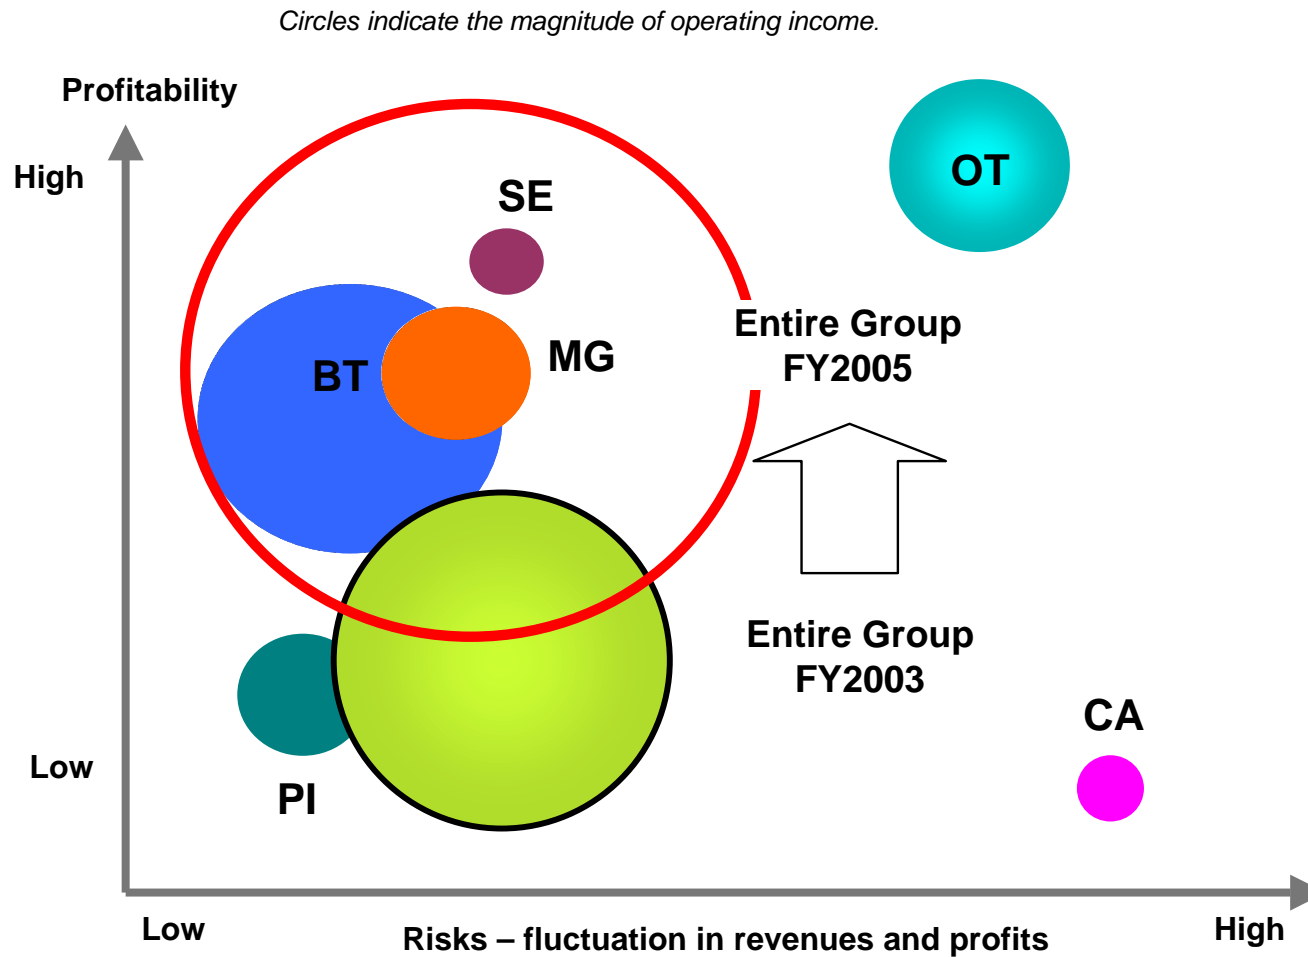 Circles indicate the magnitude of operating income.
Profitability
High
OT
SE
Entire Group
FY2005
MG
BT
Entire Group
FY2003
CA
Low
PI
Low
Risks – fluctuation in revenues and profits
High